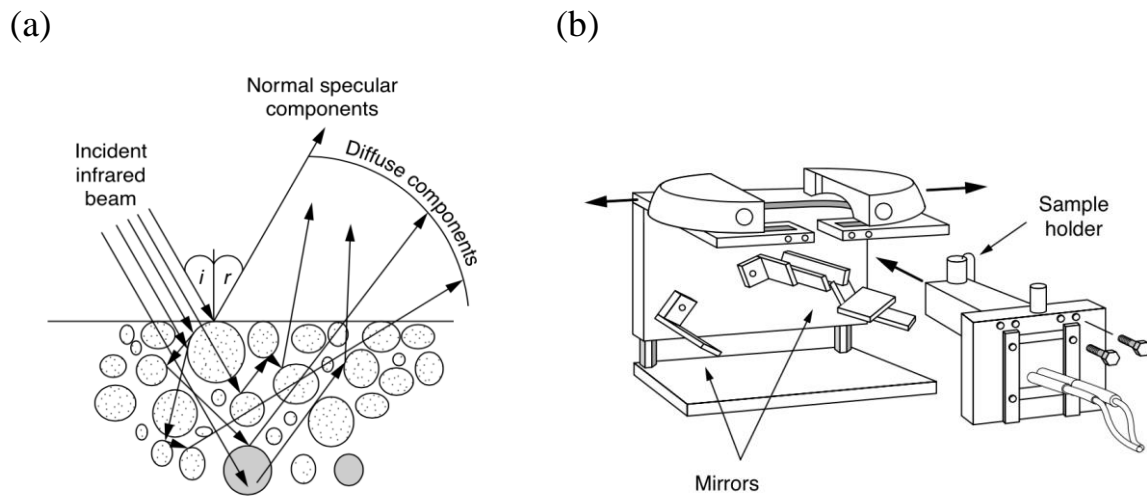 (a)
Normal specular
components
Incident
infrared
beam
Diffuse components
i r
(b)
Sample
holder
Mirrors